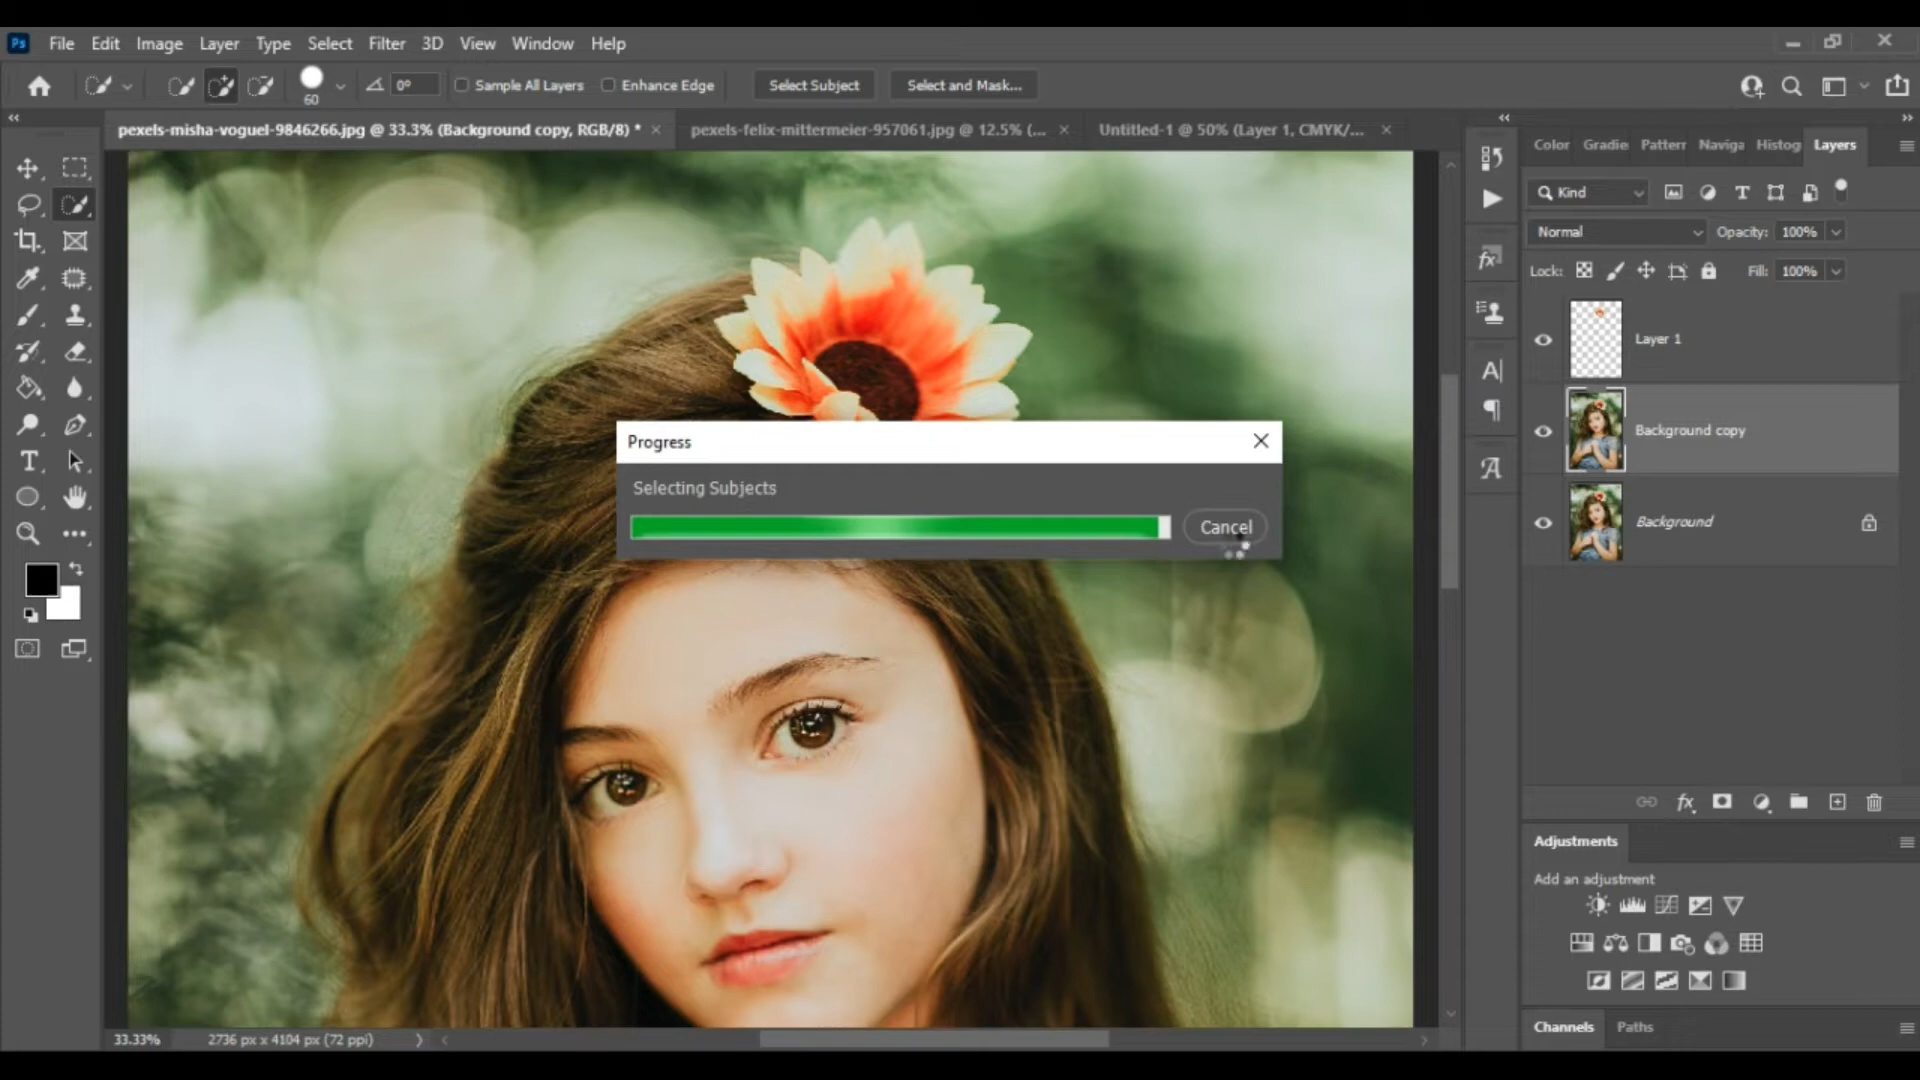 Ps File Edit Image Layer Type Select Filter 3D View Window Help
60 0° Sample All Layers Enhance Edge Select Subject Select and Mask...
pexels-misha-voguel-9846266.jpg @ 33.3% (Background copy, RGB/8) * pexels-felix-mittermeier-957061.jpg @ 12.5% (... Untitled-1 @ 50% (Layer 1, CMYK/...
Color Gradie Pattern Naviga Histog Layers
Kind
Normal Opacity: 100%
Lock: Fill: 100%
Layer 1
Background copy
Background
Progress
Selecting Subjects
Cancel
Adjustments
Add an adjustment
Channels Paths
33.33% 2736 px x 4104 px (72 ppi)